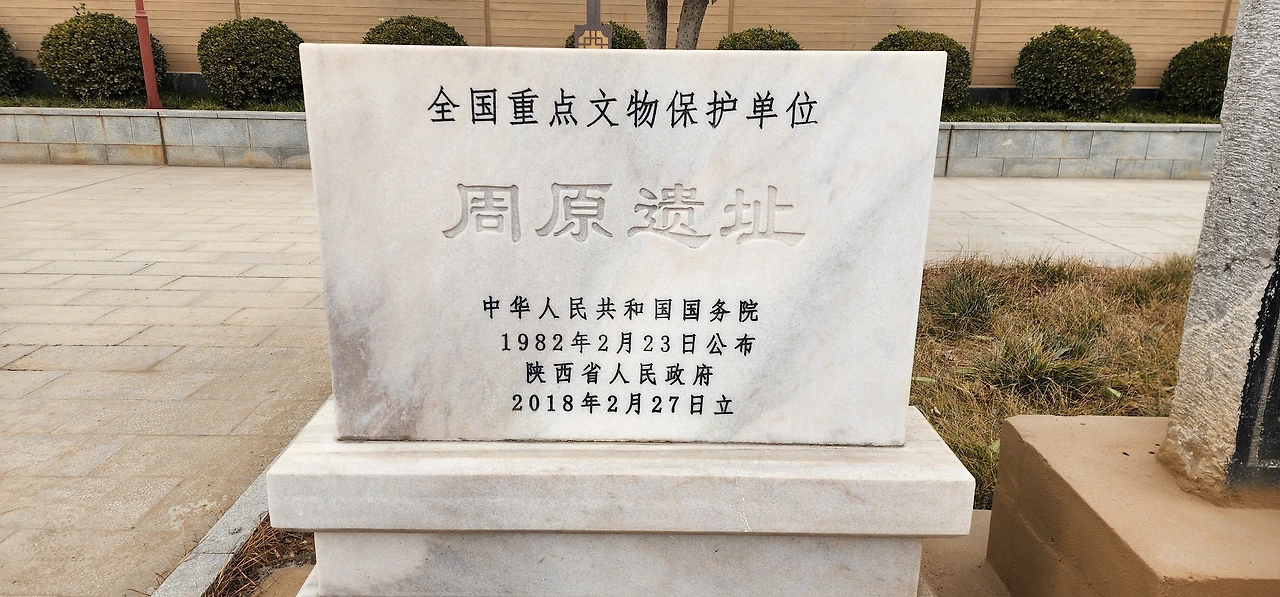 全国重点文物保护单位
周原遗址
中华人民共和国国务院
1982年2月23日公布
陕西省人民政府
2018年2月27日立